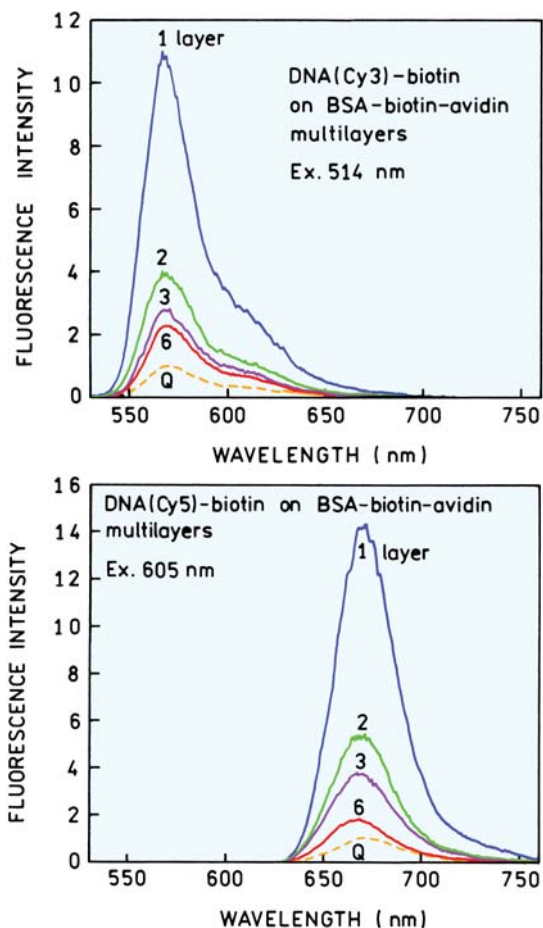 12
10
8
6
4
2
0
FLUORESCENCE INTENSITY
1 layer
DNA(Cy3)-biotin
on BSA-biotin-avidin
multilayers
Ex. 514 nm
2
3
6
Q
550 600 650 700 750
WAVELENGTH (nm)
16
14
12
10
8
6
4
2
0
FLUORESCENCE INTENSITY
DNA(Cy5)-biotin on BSA-biotin-avidin
multilayers
Ex. 605 nm
1 layer
2
3
6
Q
550 600 650 700 750
WAVELENGTH (nm)